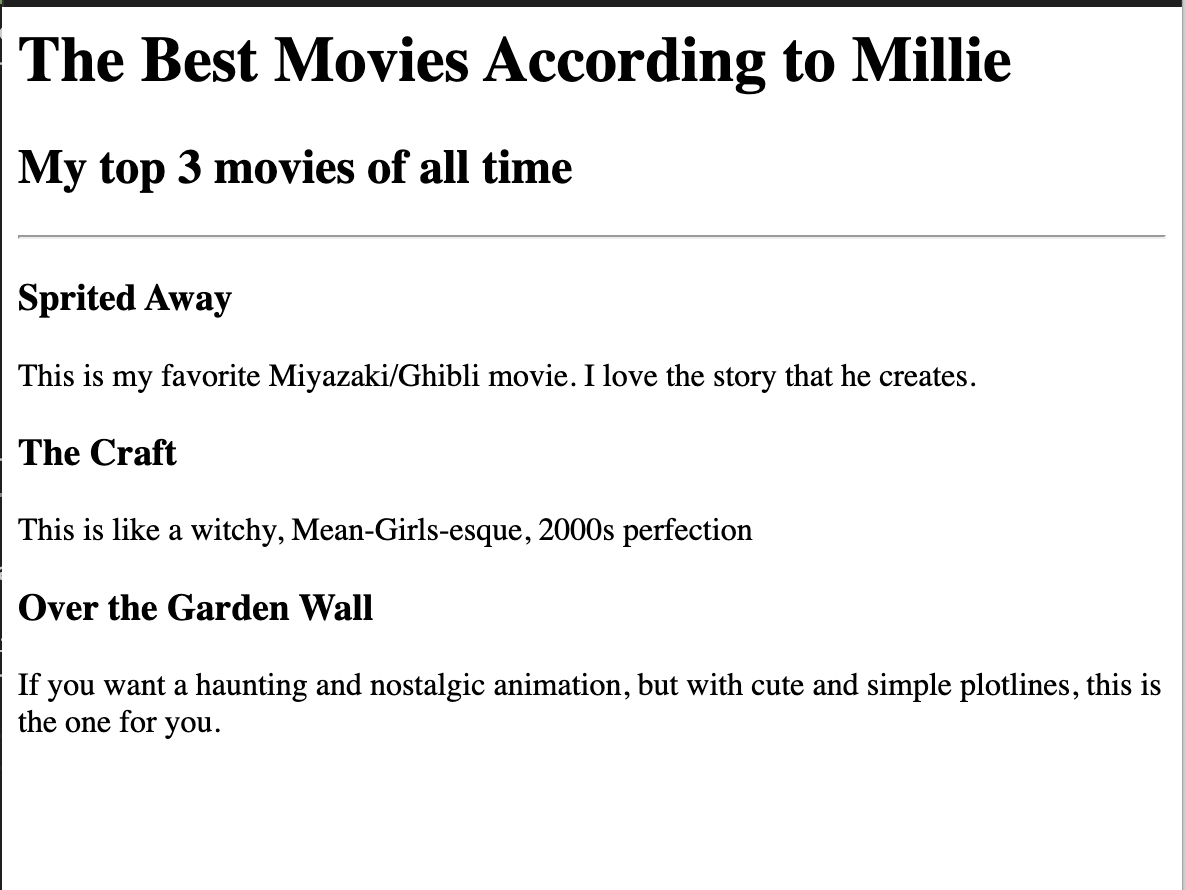 The Best Movies According to Millie
My top 3 movies of all time
Sprited Away
This is my favorite Miyazaki/Ghibli movie. I love the story that he creates.
The Craft
This is like a witchy, Mean-Girls-esque, 2000s perfection
Over the Garden Wall
If you want a haunting and nostalgic animation, but with cute and simple plotlines, this is
the one for you.